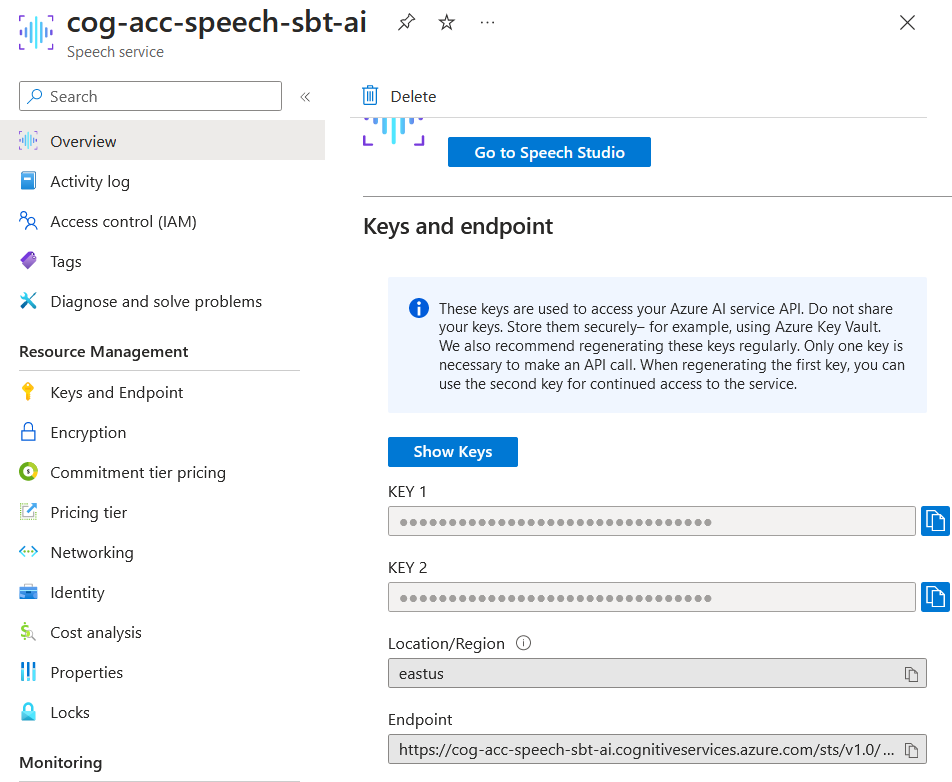 cog-acc-speech-sbt-ai
Speech service
Search
«
Overview
Activity log
Access control (IAM)
Tags
Diagnose and solve problems
Resource Management
Keys and Endpoint
Encryption
Commitment tier pricing
Pricing tier
Networking
Identity
Cost analysis
Properties
Locks
Monitoring
Delete
Go to Speech Studio
Keys and endpoint
These keys are used to access your Azure AI service API. Do not share
your keys. Store them securely– for example, using Azure Key Vault.
We also recommend regenerating these keys regularly. Only one key is
necessary to make an API call. When regenerating the first key, you can
use the second key for continued access to the service.
Show Keys
KEY 1
●●●●●●●●●●●●●●●●●●●●●●●●●●●●●●●●
KEY 2
●●●●●●●●●●●●●●●●●●●●●●●●●●●●●●●●
Location/Region
eastus
Endpoint
https://cog-acc-speech-sbt-ai.cognitiveservices.azure.com/sts/v1.0/...